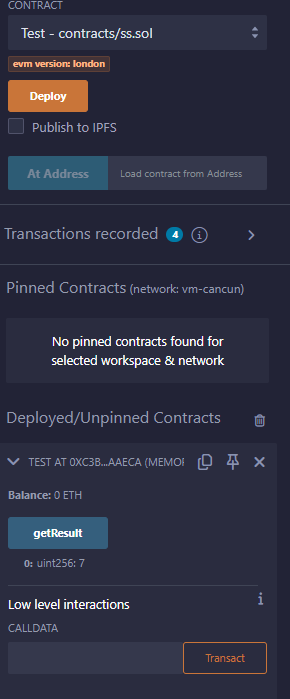 CONTRACT
Test - contracts/ss.sol
evm version: london
Deploy
Publish to IPFS
At Address
Load contract from Address
Transactions recorded 4 i
Pinned Contracts (network: vm-cancun)
No pinned contracts found for
selected workspace & network
Deployed/Unpinned Contracts
TEST AT 0XC3B...AAECA (MEMOR
Balance: 0 ETH
getResult
0: uint256: 7
Low level interactions
i
CALLDATA
Transact